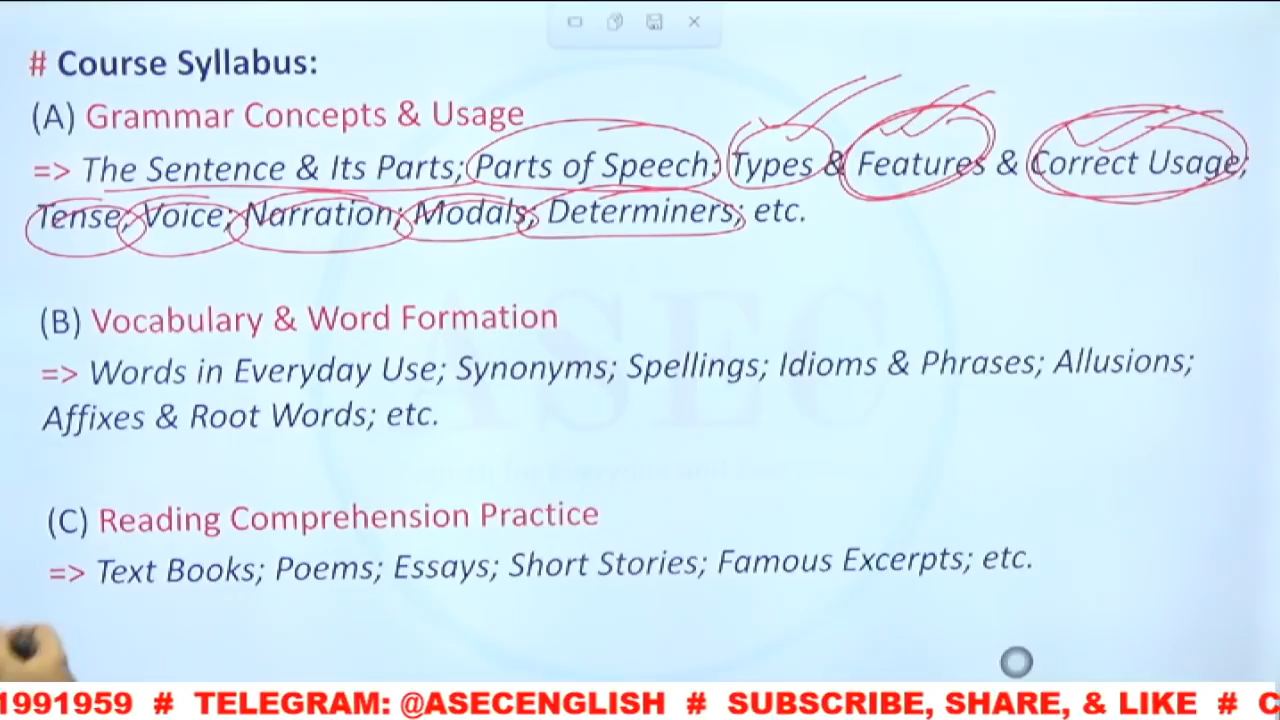 # Course Syllabus:
(A) Grammar Concepts & Usage
=> The Sentence & Its Parts; Parts of Speech; Types & Features & Correct Usage;
Tense; Voice; Narration; Modals; Determiners; etc.
(B) Vocabulary & Word Formation
=> Words in Everyday Use; Synonyms; Spellings; Idioms & Phrases; Allusions;
Affixes & Root Words; etc.
ASEC
(C) Reading Comprehension Practice
=> Text Books; Poems; Essays; Short Stories; Famous Excerpts; etc.
1991959 # TELEGRAM: @ASECENGLISH # SUBSCRIBE, SHARE, & LIKE # C